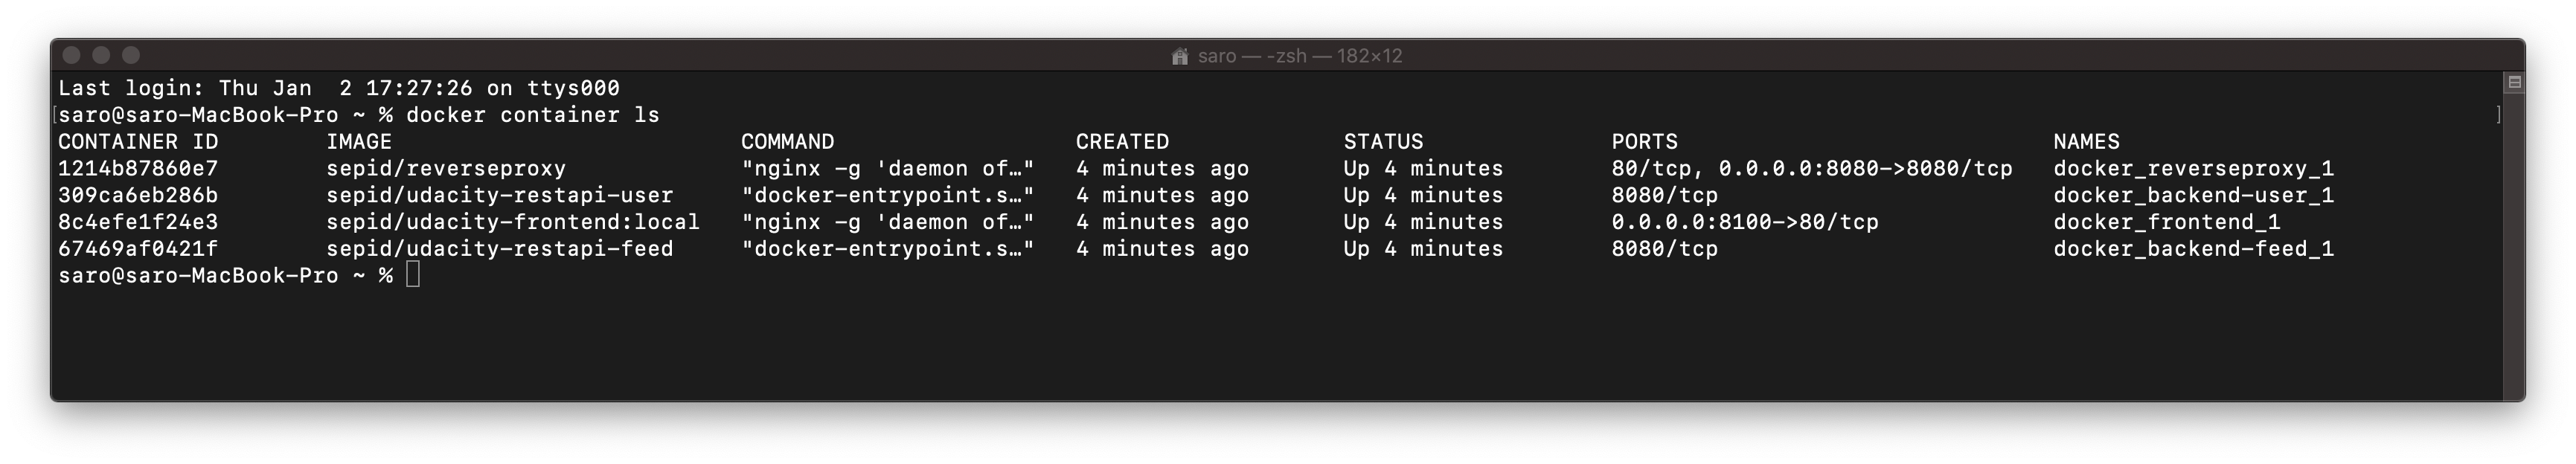 saro — -zsh — 182×12
Last login: Thu Jan  2 17:27:26 on ttys000
[saro@saro-MacBook-Pro ~ % docker container ls ]
CONTAINER ID        IMAGE                          COMMAND                  CREATED             STATUS              PORTS                            NAMES
1214b87860e7        sepid/reverseproxy             "nginx -g 'daemon of…"   4 minutes ago       Up 4 minutes        80/tcp, 0.0.0.0:8080->8080/tcp   docker_reverseproxy_1
309ca6eb286b        sepid/udacity-restapi-user     "docker-entrypoint.s…"   4 minutes ago       Up 4 minutes        8080/tcp                         docker_backend-user_1
8c4efe1f24e3        sepid/udacity-frontend:local   "nginx -g 'daemon of…"   4 minutes ago       Up 4 minutes        0.0.0.0:8100->80/tcp             docker_frontend_1
67469af0421f        sepid/udacity-restapi-feed     "docker-entrypoint.s…"   4 minutes ago       Up 4 minutes        8080/tcp                         docker_backend-feed_1
saro@saro-MacBook-Pro ~ %